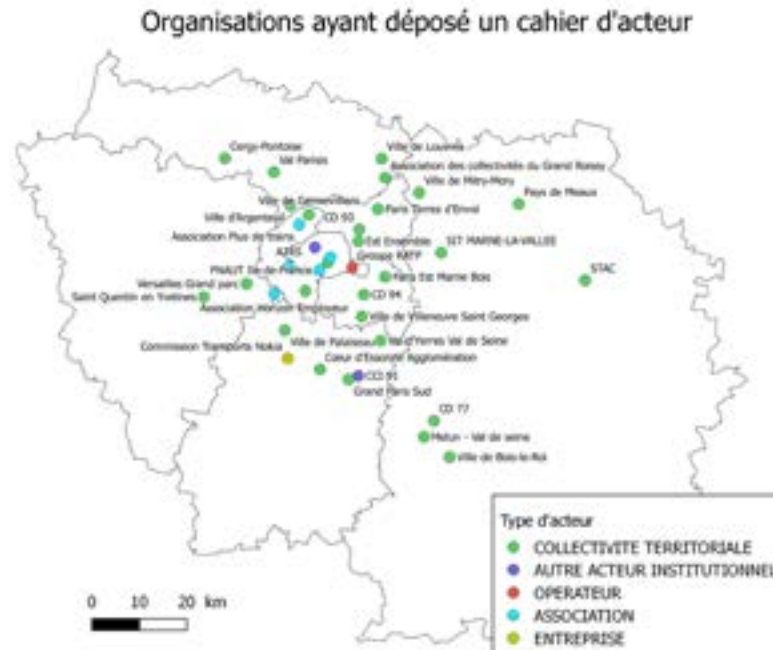 Organisations ayant déposé un cahier d'acteur
Cergy-Pontoise
Ville de Louvres
Val Parisis
Association des collectivités du Grand Roissy
Ville de Mitry-Mory
Pays de Meaux
Ville de Gennevilliers
Paris Terres d'Envol
Ville d'Argenteuil
CD 93
Association Plus de trains
Est Ensemble
SIT MARNE-LA-VALLEE
Groupe RATP
FNAUT Ile-de-France
STAC
Versailles Grand parc
Paris Est Marne Bois
Saint Quentin en Yvelines
CD 94
Association
Ville de Villeneuve Saint Georges
Ville de Palaiseau
Val d'Yerres Val de Seine
Commission Transports Nokia
Cœur d'Essonne Agglomération
CCI 91
Grand Paris Sud
CD 77
Melun - Val de seine
Ville de Bois-le-Roi
Type d'acteur
COLLECTIVITE TERRITORIALE
AUTRE ACTEUR INSTITUTIONNEL
OPERATEUR
ASSOCIATION
ENTREPRISE
0 10 20 km